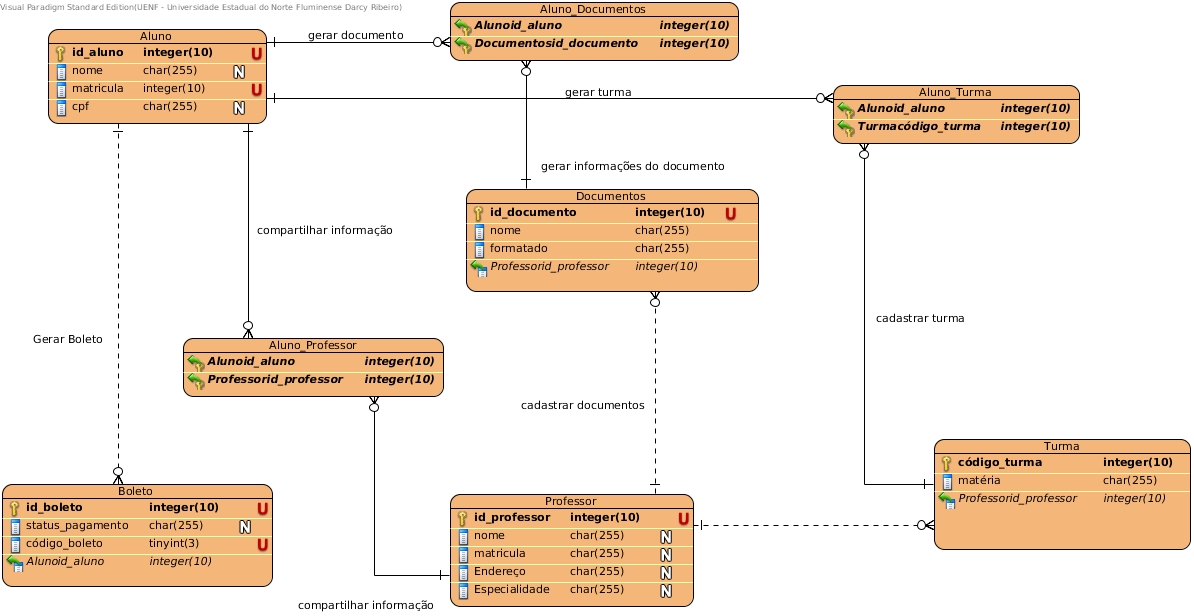 Visual Paradigm Standard Edition(UENF - Universidade Estadual do Norte Fluminense Darcy Ribeiro)
Aluno_Documentos
Alunoid_aluno integer(10)
Documentosid_documento integer(10)
gerar documento
Aluno
id_aluno integer(10) U
nome char(255) N
matricula integer(10) U
cpf char(255) N
gerar turma
Aluno_Turma
Alunoid_aluno integer(10)
Turmacódigo_turma integer(10)
gerar informações do documento
Documentos
id_documento integer(10) U
nome char(255)
formatado char(255)
Professorid_professor integer(10)
compartilhar informação
cadastrar turma
Gerar Boleto
Aluno_Professor
Alunoid_aluno integer(10)
Professorid_professor integer(10)
cadastrar documentos
Turma
código_turma integer(10)
matéria char(255)
Professorid_professor integer(10)
Boleto
id_boleto integer(10) U
status_pagamento char(255) N
código_boleto tinyint(3) U
Alunoid_aluno integer(10)
Professor
id_professor integer(10) U
nome char(255) N
matricula char(255) N
Endereço char(255) N
Especialidade char(255) N
compartilhar informação